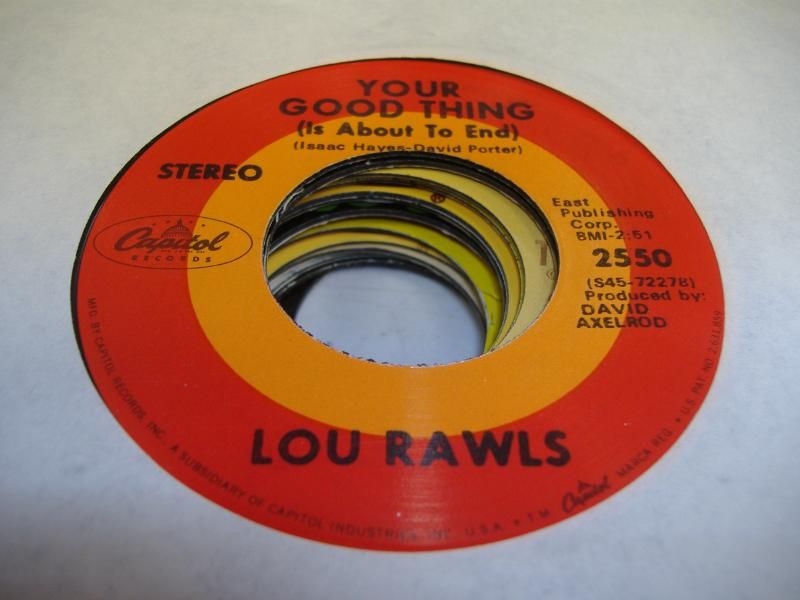 YOUR
GOOD THING
(Is About To End)
(Isaac Hayes-David Porter)
STEREO
Capitol
RECORDS
East
Publishing
Corp.
BMI-2:51
2550
(S45-72278)
Produced by:
DAVID
AXELROD
LOU RAWLS
MFG. BY CAPITOL RECORDS, INC. A SUBSIDIARY OF CAPITOL INDUSTRIES, INC. U.S.A. • T.M. Capitol MARCA REG. • U.S. PAT. NO. 2,631,859